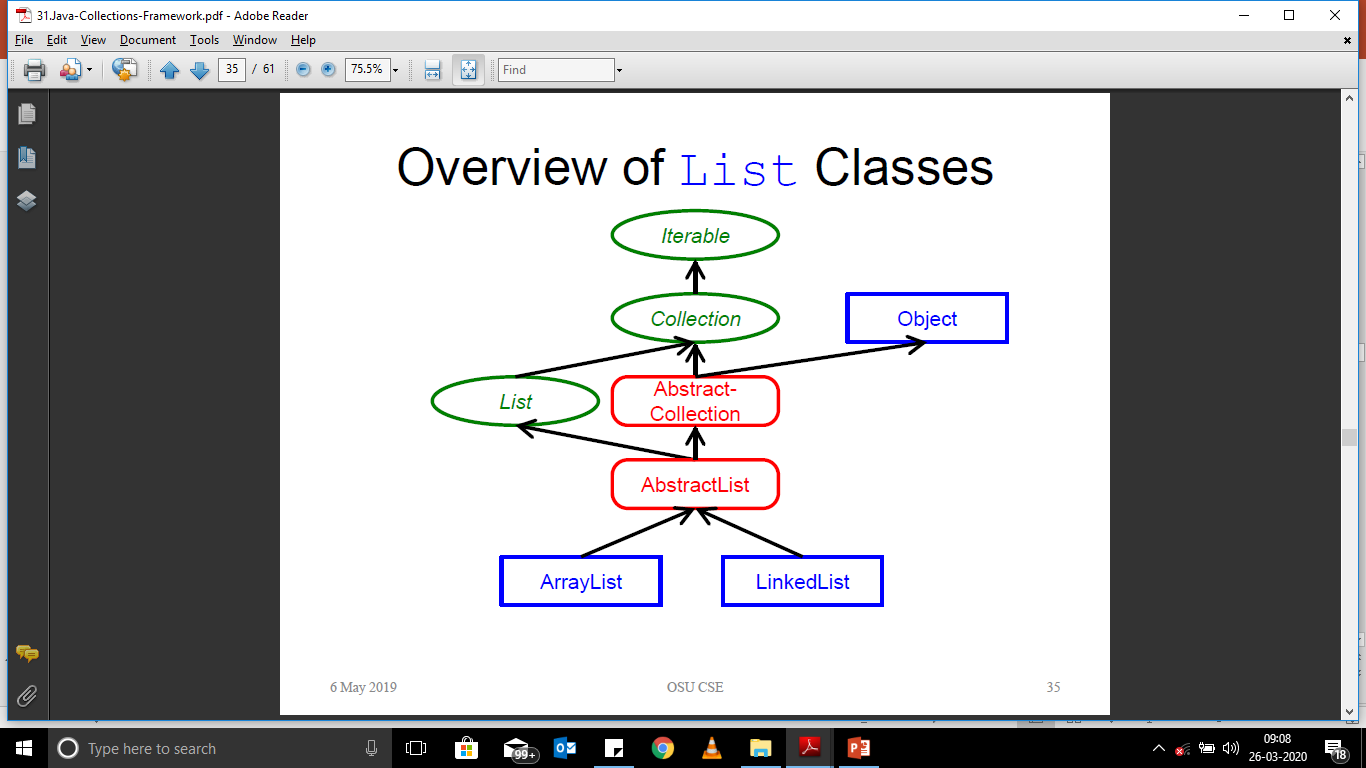 31.Java-Collections-Framework.pdf - Adobe Reader
File Edit View Document Tools Window Help
35 / 61 75.5% Find
Overview of List Classes
Iterable
Collection
Object
List
Abstract-
Collection
AbstractList
ArrayList
LinkedList
6 May 2019
OSU CSE
35
Type here to search
99+
09:08
26-03-2020
18